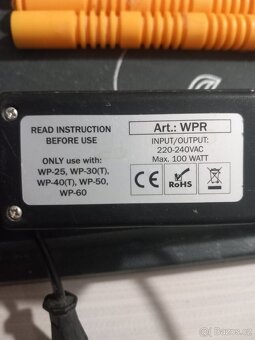 READ INSTRUCTION
BEFORE USE
ONLY use with:
WP-25, WP-30(T),
WP-40(T), WP-50,
WP-60
Art.: WPR
INPUT/OUTPUT:
220-240VAC
Max. 100 WATT
CE
RoHS
Bazos.cz